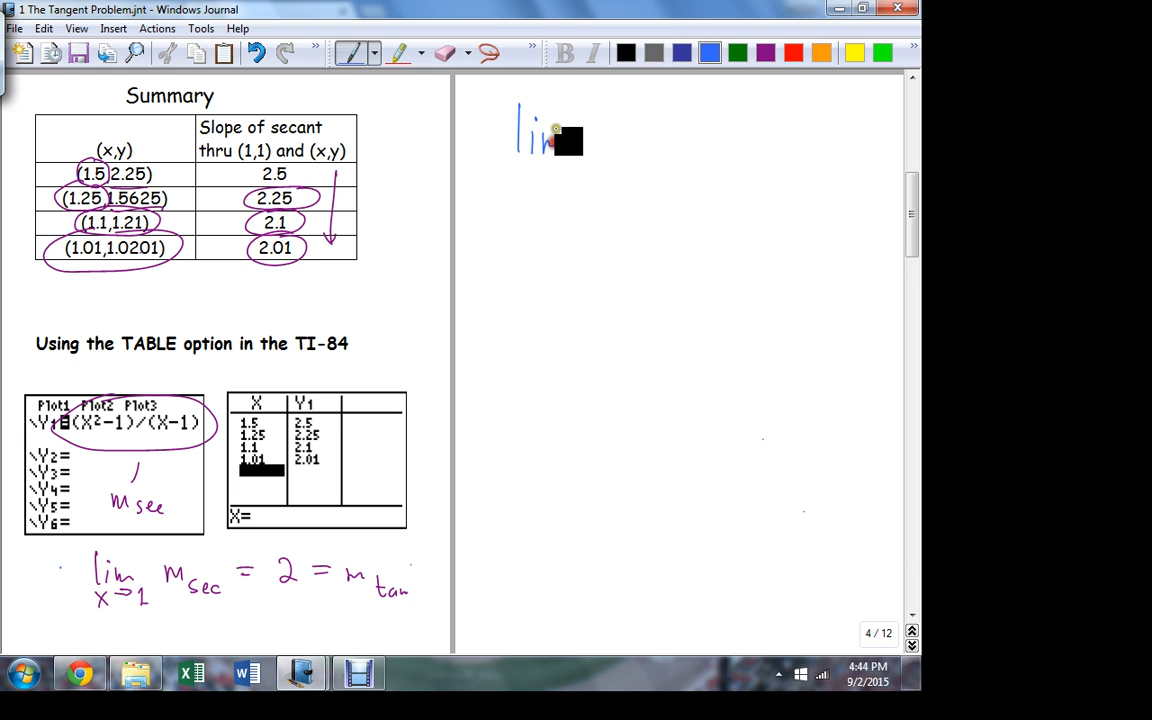 1 The Tangent Problem.jnt - Windows Journal
File Edit View Insert Actions Tools Help
B I
Summary
(x,y) Slope of secant
thru (1,1) and (x,y)
(1.5,2.25) 2.5
(1.25,1.5625) 2.25
(1.1,1.21) 2.1
(1.01,1.0201) 2.01
Using the TABLE option in the TI-84
Plot1 Plot2 Plot3
\Y1=(X²-1)/(X-1)
\Y2=
\Y3=
\Y4=
\Y5=
\Y6=
m sec
X Y1
1.5 2.5
1.25 2.25
1.1 2.1
1.01 2.01
X=
lim m sec = 2 = m tan
x→1
lim
4 / 12
4:44 PM
9/2/2015